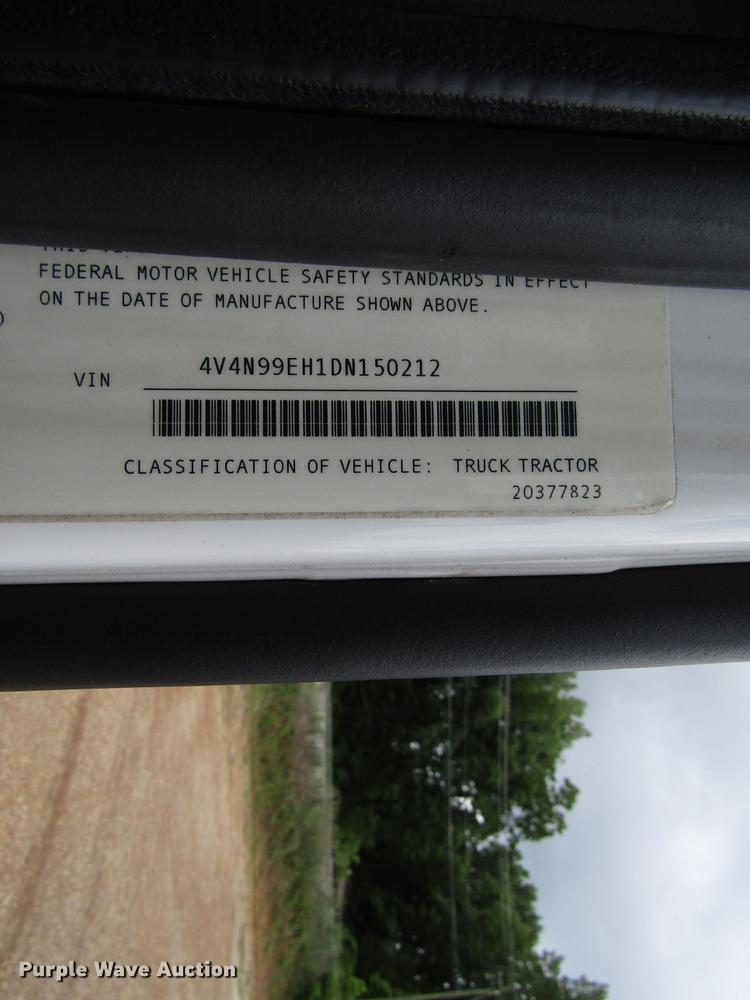 FEDERAL MOTOR VEHICLE SAFETY STANDARDS IN EFFECT
ON THE DATE OF MANUFACTURE SHOWN ABOVE.
VIN 4V4N99EH1DN150212
CLASSIFICATION OF VEHICLE: TRUCK TRACTOR
20377823
Purple Wave Auction